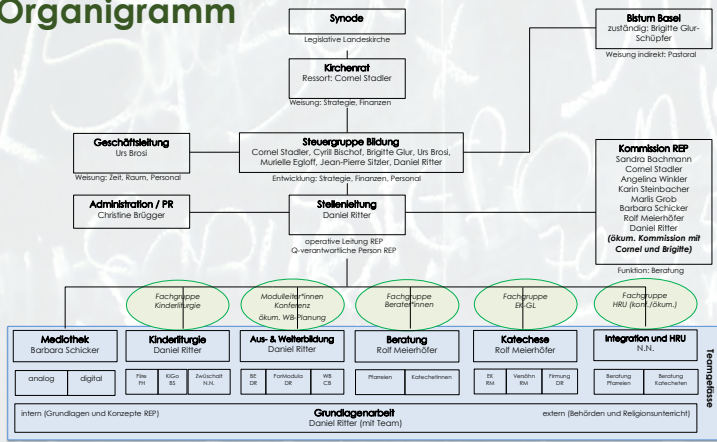 Organigramm
Synode
Legislative Landeskirche
Bistum Basel
zuständig: Brigitte Glur-
Schüpfer
Weisung indirekt: Pastoral
Kirchenrat
Ressort: Cornel Stadler
Weisung: Strategie, Finanzen
Geschäftsleitung
Urs Brosi
Weisung: Zeit, Raum, Personal
Steuergruppe Bildung
Cornel Stadler, Cyrill Bischof, Brigitte Glur, Urs Brosi,
Murielle Egloff, Jean-Pierre Sitzler, Daniel Ritter
Entwicklung: Strategie, Finanzen, Personal
Kommission REP
Sandra Bachmann
Cornel Stadler
Angelina Winkler
Karin Steinbacher
Marlis Grob
Barbara Schicker
Rolf Meierhöfer
Daniel Ritter
(ökum. Kommission mit
Cornel und Brigitte)
Funktion: Beratung
Administration / PR
Christine Brügger
Stellenleitung
Daniel Ritter
operative Leitung REP
Q-verantwortliche Person REP
Fachgruppe
Kinderliturgie
Modulleiter*innen
Konferenz
ökum. WB-Planung
Fachgruppe
Berater*innen
Fachgruppe
EK-GL
Fachgruppe
HRU (konf./ökum.)
Mediothek
Barbara Schicker
analog
digital
Kinderliturgie
Daniel Ritter
Fiire
FH
KiGo
BS
Zwüschalt
N.N.
Aus- & Weiterbildung
Daniel Ritter
BE
DR
ForModula
DR
WB
CB
Beratung
Rolf Meierhöfer
Pfarreien
KatechetInnen
Katechese
Rolf Meierhöfer
EK
RM
Versöhn
RM
Firmung
DR
Integration und HRU
N.N.
Beratung
Pfarreien
Beratung
Katecheten
Teamgefässe
intern (Grundlagen und Konzepte REP)
Grundlagenarbeit
Daniel Ritter (mit Team)
extern (Behörden und Religionsunterricht)